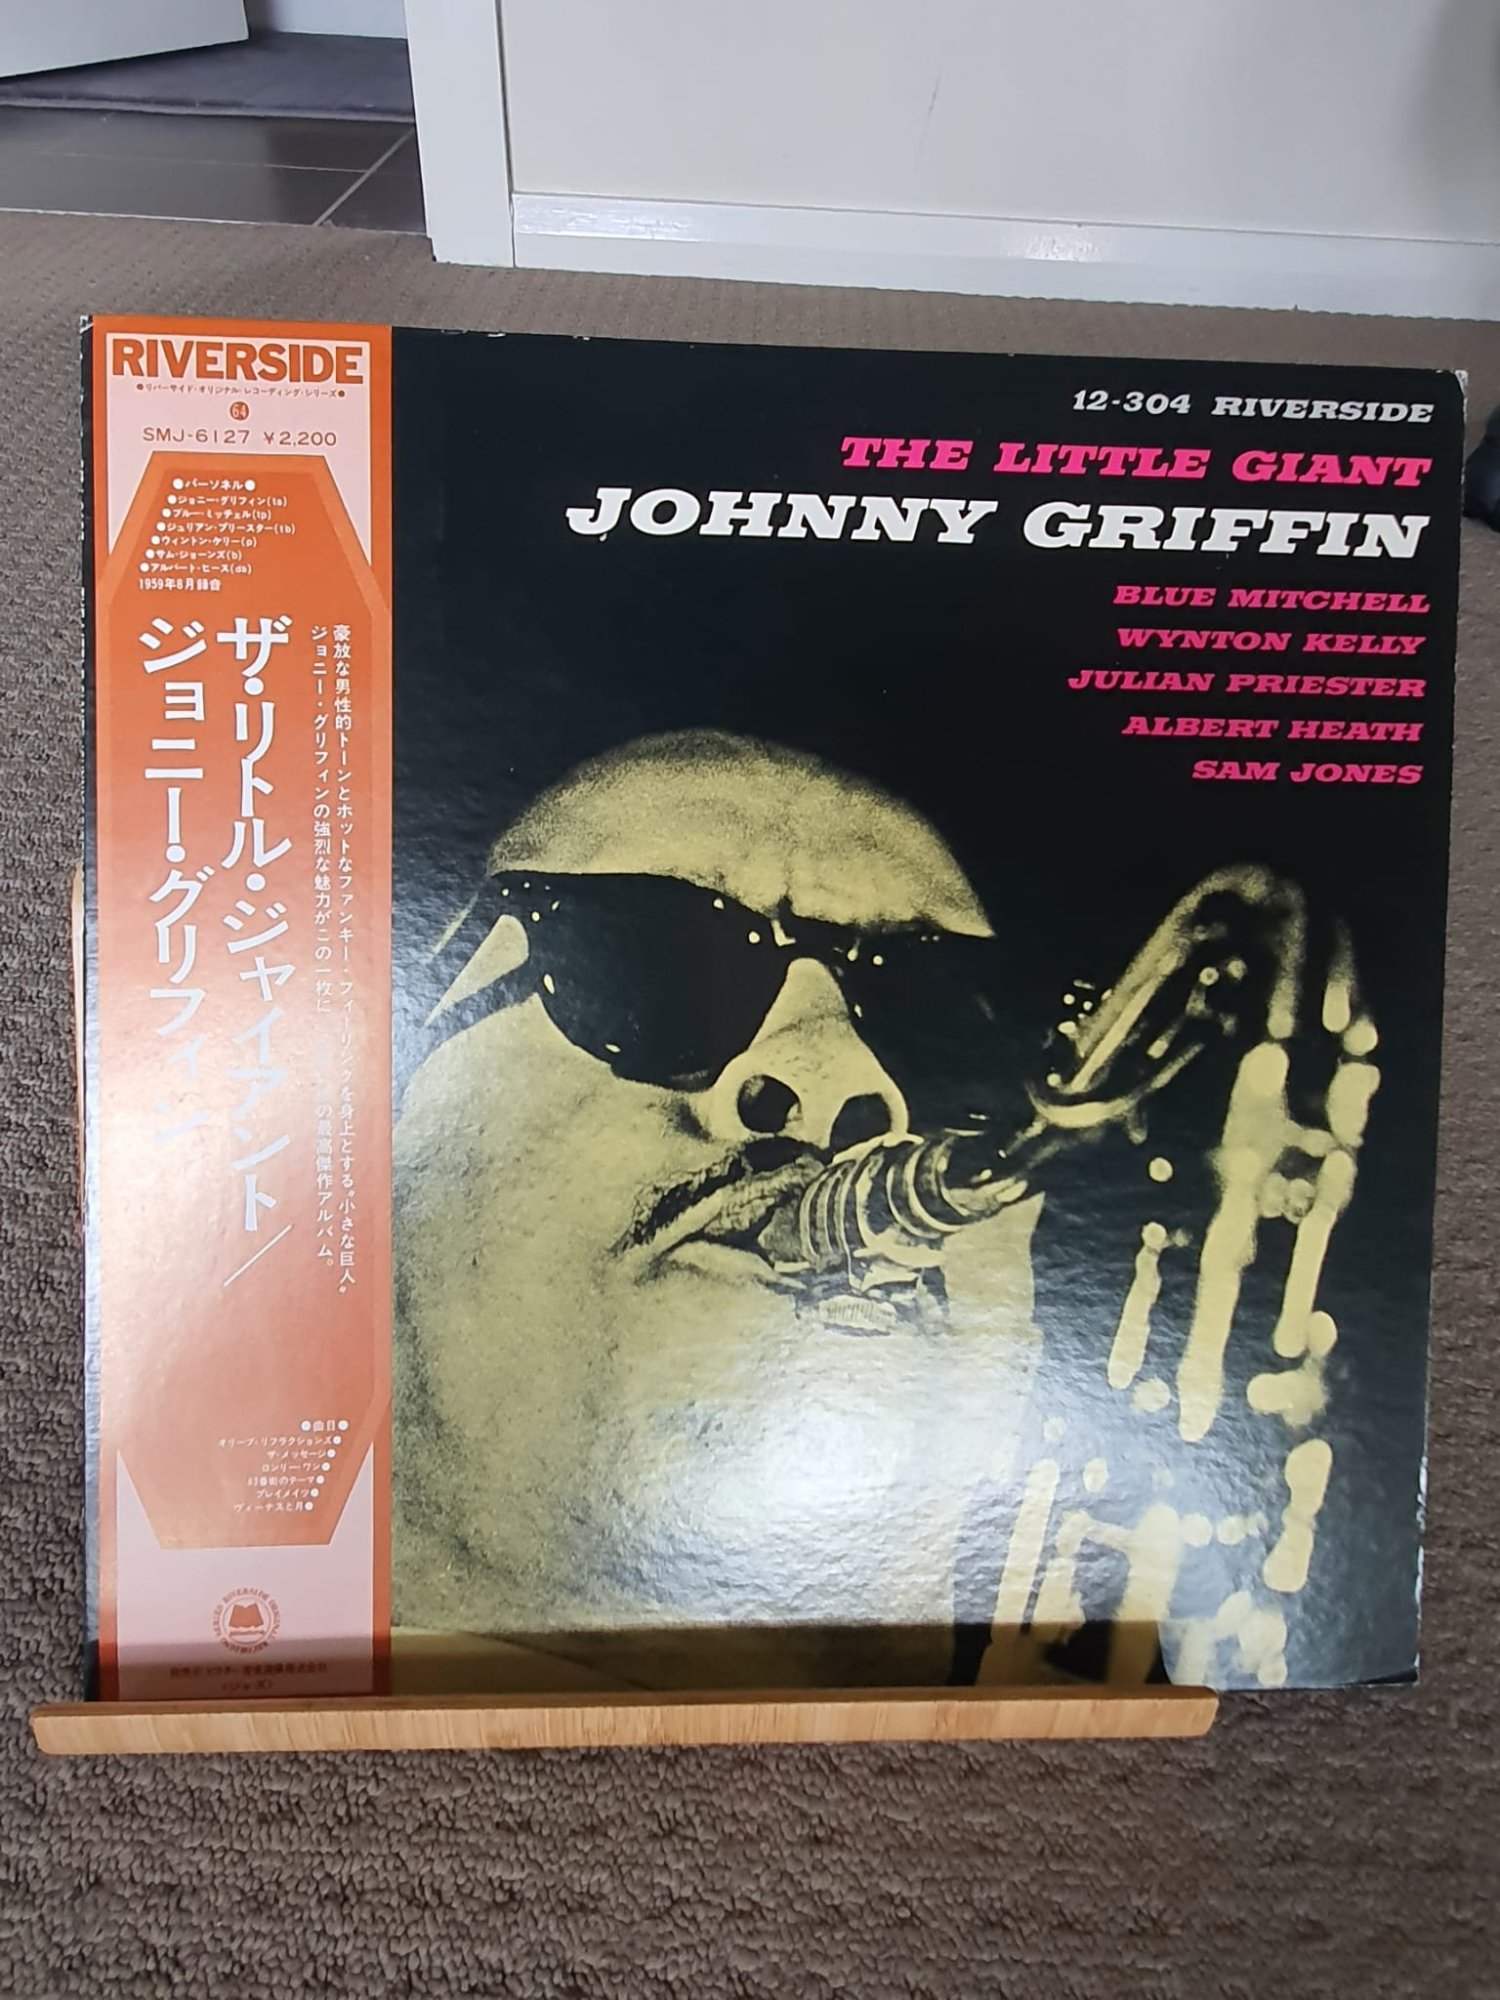 RIVERSIDE
●リバーサイド・オリジナル・レコーディング・シリーズ●
64
SMJ-6127 ¥2,200
●パーソネル●
●ジョニー・グリフィン(ts)
●ブルー・ミッチェル(tp)
●ジュリアン・プリースター(tb)
●ウィントン・ケリー(p)
●サム・ジョーンズ(b)
●アルバート・ヒース(ds)
1959年8月録音
豪放な男性的トーンとホットなファンキー・フィーリングを身上とする“小さな巨人”
ジョニー・グリフィンの強烈な魅力がこの一枚に
の最高傑作アルバム。
ザ・リトル・ジャイアント/
ジョニー・グリフィン
●曲目●
オリーブ・リフラクションズ●
ザ・メッセージ●
ロンリー・ワン●
63番街のテーマ●
プレイメイツ●
ヴィーナスと月●
12-304 RIVERSIDE
THE LITTLE GIANT
JOHNNY GRIFFIN
BLUE MITCHELL
WYNTON KELLY
JULIAN PRIESTER
ALBERT HEATH
SAM JONES